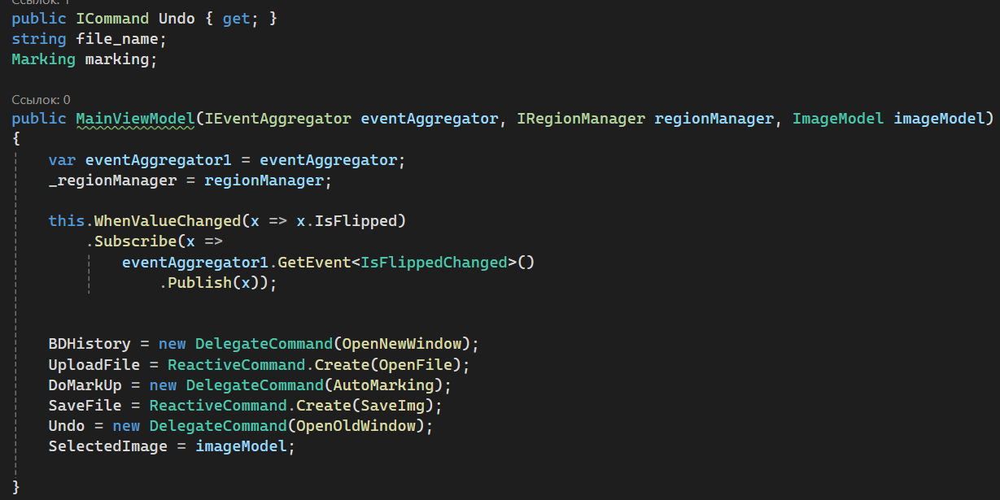 Ссылок: 1
public ICommand Undo { get; }
string file_name;
Marking marking;
Ссылок: 0
public MainViewModel(IEventAggregator eventAggregator, IRegionManager regionManager, ImageModel imageModel)
{
    var eventAggregator1 = eventAggregator;
    _regionManager = regionManager;
    this.WhenValueChanged(x => x.IsFlipped)
        .Subscribe(x =>
            eventAggregator1.GetEvent<IsFlippedChanged>()
                .Publish(x));
    BDHistory = new DelegateCommand(OpenNewWindow);
    UploadFile = ReactiveCommand.Create(OpenFile);
    DoMarkUp = new DelegateCommand(AutoMarking);
    SaveFile = ReactiveCommand.Create(SaveImg);
    Undo = new DelegateCommand(OpenOldWindow);
    SelectedImage = imageModel;
}